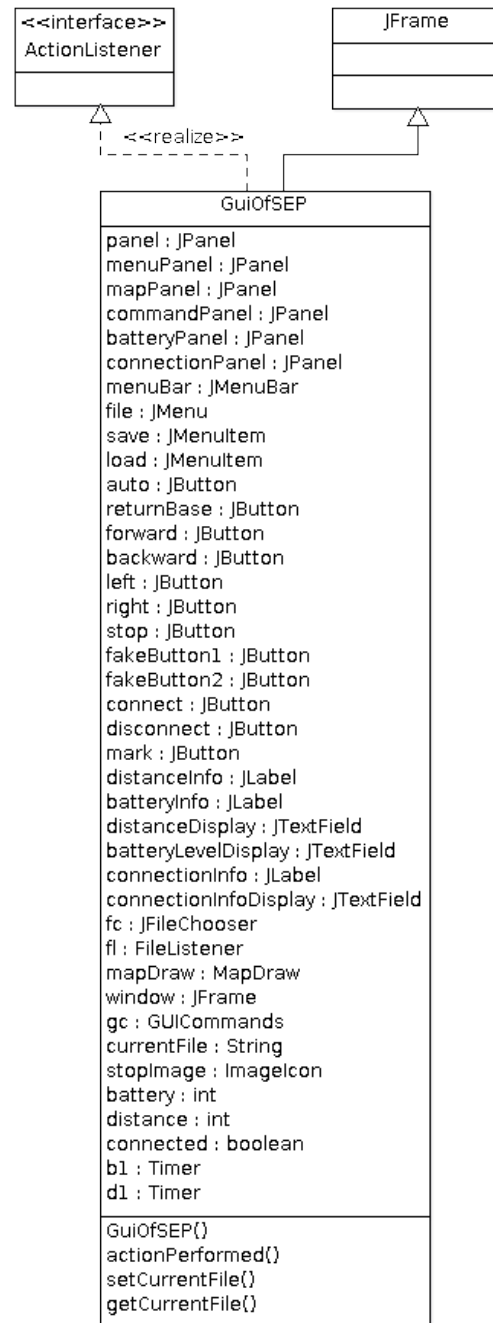 <<interface>>
ActionListener
JFrame
<<realize>>
GuiOfSEP
panel : JPanel
menuPanel : JPanel
mapPanel : JPanel
commandPanel : JPanel
batteryPanel : JPanel
connectionPanel : JPanel
menuBar : JMenuBar
file : JMenu
save : JMenuItem
load : JMenuItem
auto : JButton
returnBase : JButton
forward : JButton
backward : JButton
left : JButton
right : JButton
stop : JButton
fakeButton1 : JButton
fakeButton2 : JButton
connect : JButton
disconnect : JButton
mark : JButton
distanceInfo : JLabel
batteryInfo : JLabel
distanceDisplay : JTextField
batteryLevelDisplay : JTextField
connectionInfo : JLabel
connectionInfoDisplay : JTextField
fc : JFileChooser
fl : FileListener
mapDraw : MapDraw
window : JFrame
gc : GUICommands
currentFile : String
stopImage : ImageIcon
battery : int
distance : int
connected : boolean
b1 : Timer
d1 : Timer
GuiOfSEP()
actionPerformed()
setCurrentFile()
getCurrentFile()